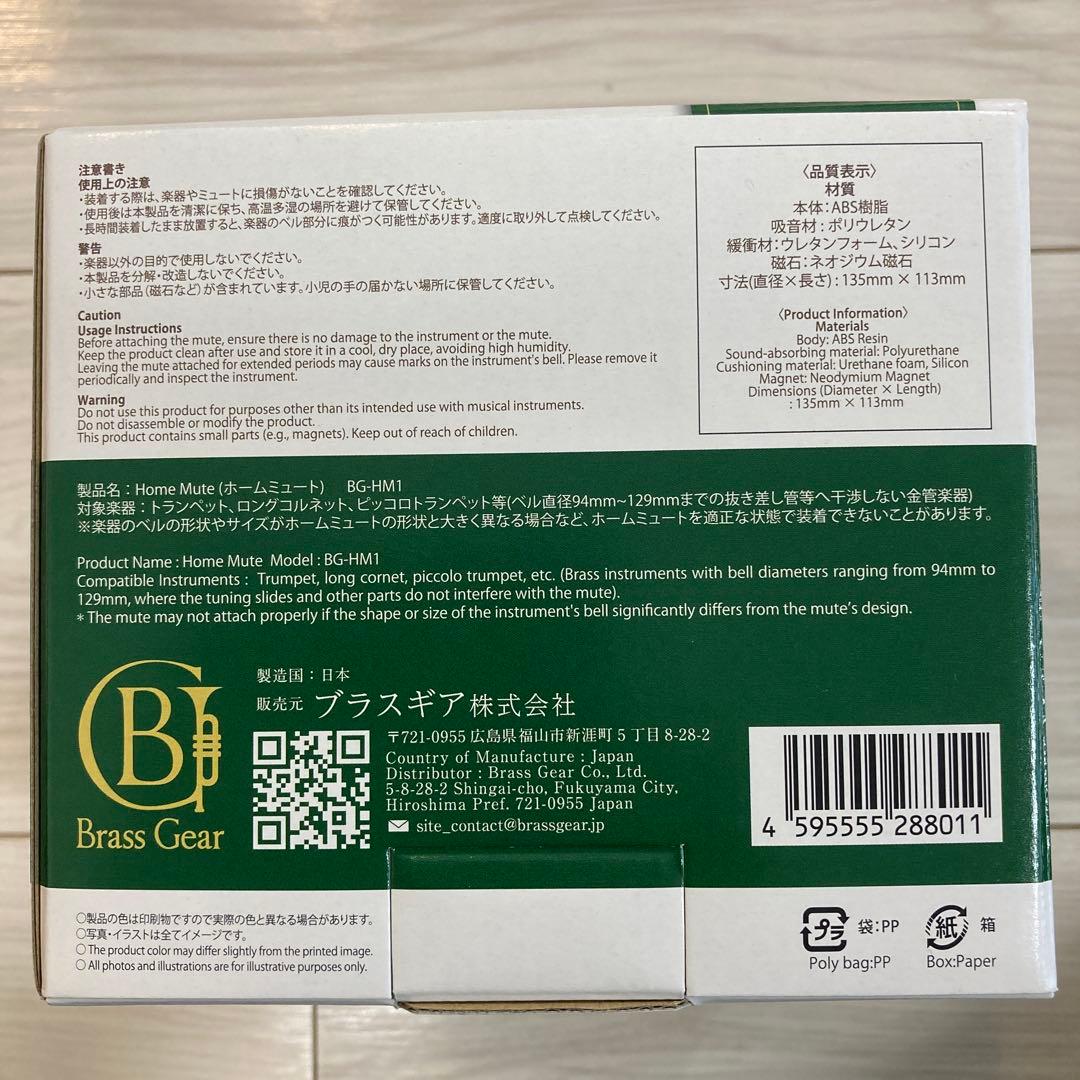 注意書き
使用上の注意
・装着する際は、楽器やミュートに損傷がないことを確認してください。
・使用後は本製品を清潔に保ち、高温多湿の場所を避けて保管してください。
・長時間装着したまま放置すると、楽器のベル部分に痕がつく可能性があります。適度に取り外して点検してください。
警告
・楽器以外の目的で使用しないでください。
・本製品を分解・改造しないでください。
・小さな部品（磁石など）が含まれています。小児の手の届かない場所に保管してください。
Caution
Usage Instructions
Before attaching the mute, ensure there is no damage to the instrument or the mute.
Keep the product clean after use and store it in a cool, dry place, avoiding high humidity.
Leaving the mute attached for extended periods may cause marks on the instrument's bell. Please remove it
periodically and inspect the instrument.
Warning
Do not use this product for purposes other than its intended use with musical instruments.
Do not disassemble or modify the product.
This product contains small parts (e.g., magnets). Keep out of reach of children.
〈品質表示〉
材質
本体：ABS樹脂
吸音材：ポリウレタン
緩衝材：ウレタンフォーム、シリコン
磁石：ネオジウム磁石
寸法(直径×長さ)：135mm × 113mm
〈Product Information〉
Materials
Body: ABS Resin
Sound-absorbing material: Polyurethane
Cushioning material: Urethane foam, Silicon
Magnet: Neodymium Magnet
Dimensions (Diameter × Length)
: 135mm × 113mm
製品名：Home Mute (ホームミュート)　BG-HM1
対象楽器：トランペット、ロングコルネット、ピッコロトランペット等(ベル直径94mm~129mmまでの抜き差し管等へ干渉しない金管楽器)
※楽器のベルの形状やサイズがホームミュートの形状と大きく異なる場合など、ホームミュートを適正な状態で装着できないことがあります。
Product Name : Home Mute Model : BG-HM1
Compatible Instruments : Trumpet, long cornet, piccolo trumpet, etc. (Brass instruments with bell diameters ranging from 94mm to
129mm, where the tuning slides and other parts do not interfere with the mute).
* The mute may not attach properly if the shape or size of the instrument's bell significantly differs from the mute's design.
B
Brass Gear
製造国：日本
販売元 ブラスギア株式会社
〒721-0955 広島県福山市新涯町 5 丁目 8-28-2
Country of Manufacture : Japan
Distributor : Brass Gear Co., Ltd.
5-8-28-2 Shingai-cho, Fukuyama City,
Hiroshima Pref. 721-0955 Japan
site_contact@brassgear.jp
4 595555 288011
○製品の色は印刷物ですので実際の色と異なる場合があります。
○写真・イラストは全てイメージです。
○ The product color may differ slightly from the printed image.
○ All photos and illustrations are for illustrative purposes only.
プラ 袋：PP
Poly bag:PP
紙 箱
Box:Paper